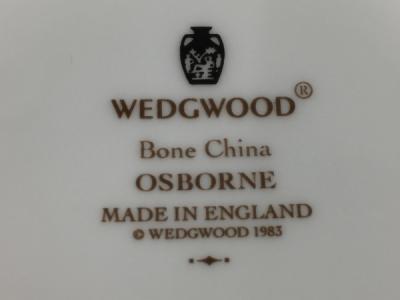 WEDGWOOD®
Bone China
OSBORNE
MADE IN ENGLAND
© WEDGWOOD 1983